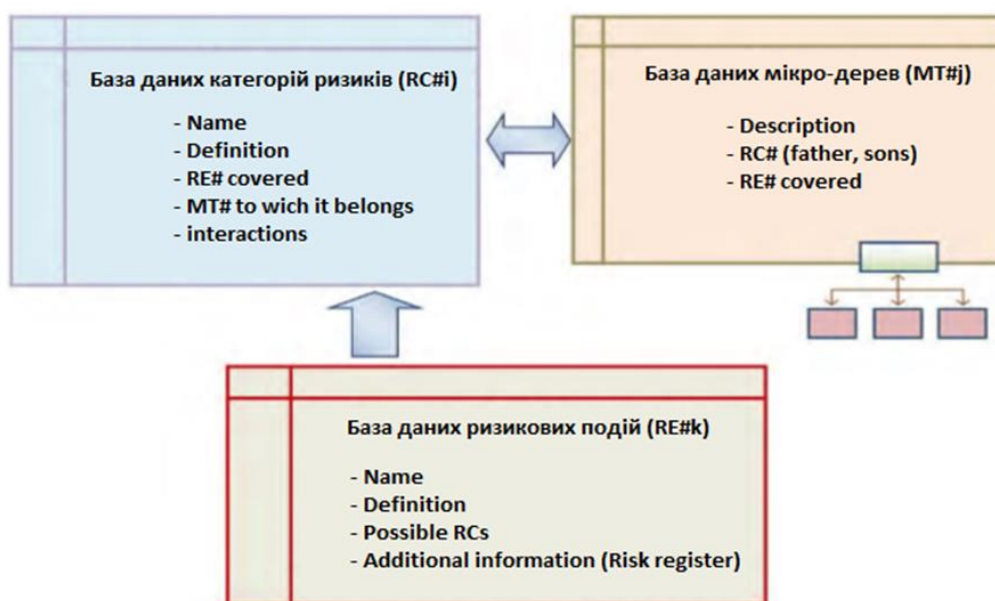 База даних категорій ризиків (RC#i)
- Name
- Definition
- RE# covered
- MT# to wich it belongs
- interactions
База даних мікро-дерев (MT#j)
- Description
- RC# (father, sons)
- RE# covered
База даних ризикових подій (RE#k)
- Name
- Definition
- Possible RCs
- Additional information (Risk register)